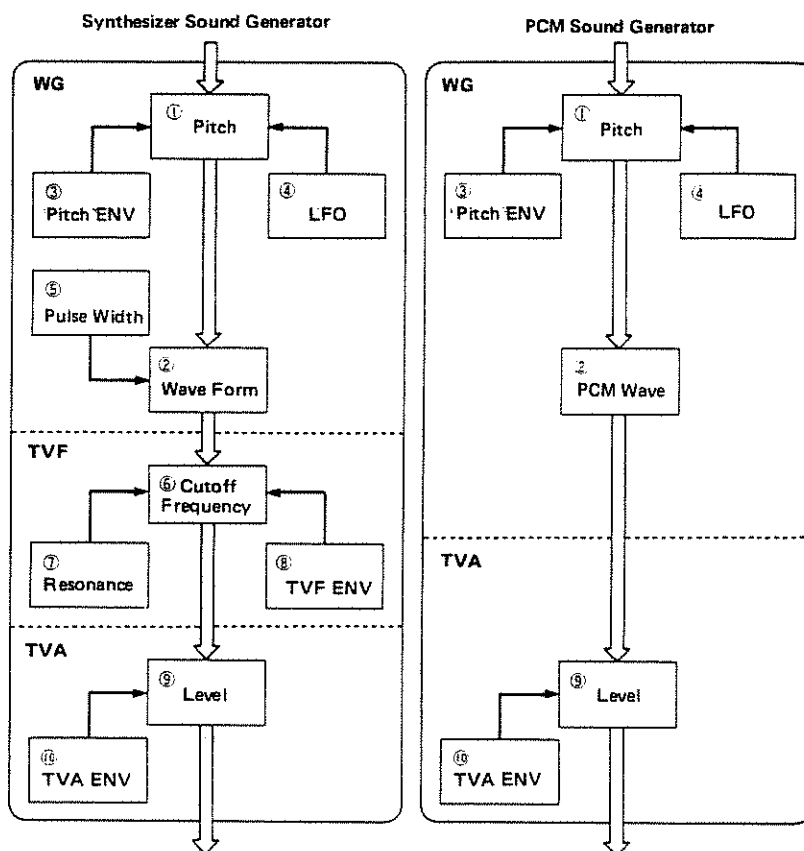 Synthesizer Sound Generator
WG
① Pitch
③ Pitch ENV
④ LFO
⑤ Pulse Width
② Wave Form
TVF
⑥ Cutoff
Frequency
⑦ Resonance
⑧ TVF ENV
TVA
⑨ Level
⑩ TVA ENV
PCM Sound Generator
WG
① Pitch
③ Pitch ENV
④ LFO
② PCM Wave
TVA
⑨ Level
⑩ TVA ENV